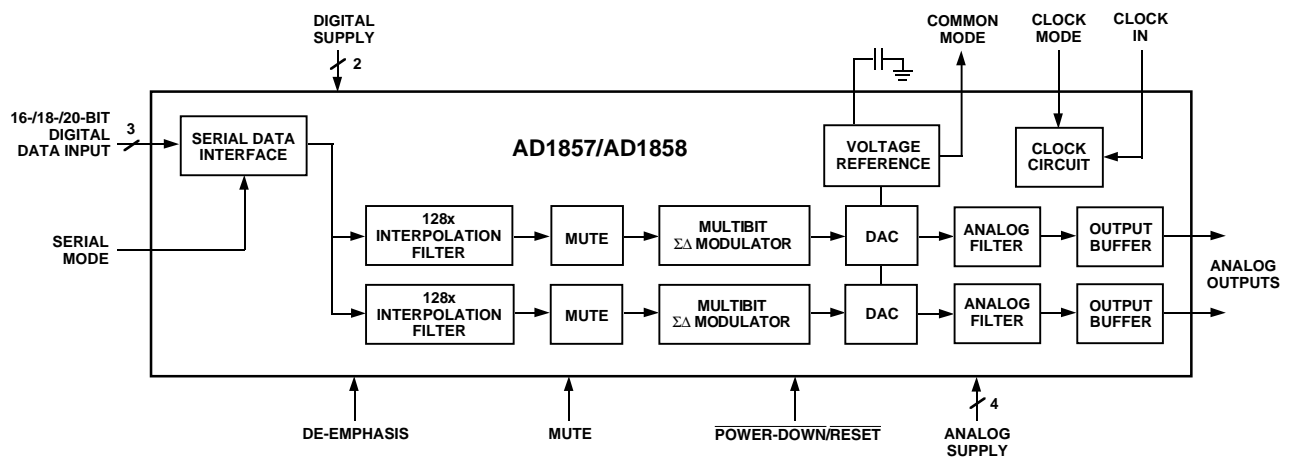 DIGITAL
SUPPLY
2
COMMON
MODE
CLOCK
MODE
CLOCK
IN
16-/18-/20-BIT
DIGITAL
DATA INPUT
3
SERIAL DATA
INTERFACE
AD1857/AD1858
VOLTAGE
REFERENCE
CLOCK
CIRCUIT
SERIAL
MODE
128x
INTERPOLATION
FILTER
MUTE
MULTIBIT
ΣΔ MODULATOR
DAC
ANALOG
FILTER
OUTPUT
BUFFER
128x
INTERPOLATION
FILTER
MUTE
MULTIBIT
ΣΔ MODULATOR
DAC
ANALOG
FILTER
OUTPUT
BUFFER
ANALOG
OUTPUTS
DE-EMPHASIS
MUTE
POWER-DOWN/RESET
4
ANALOG
SUPPLY